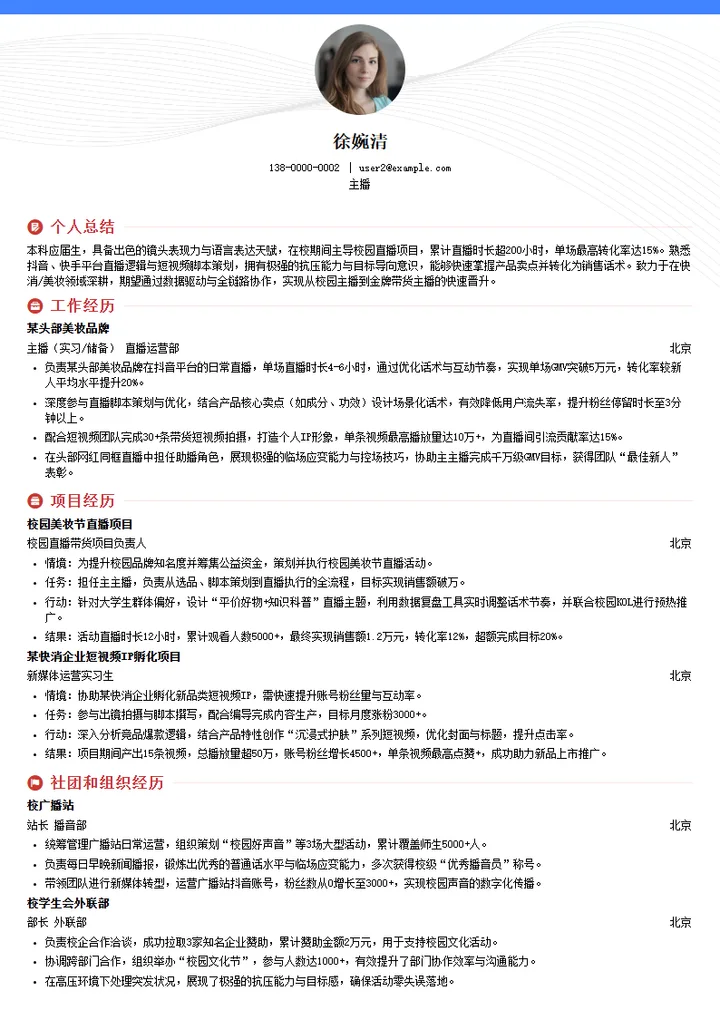 徐婉清
138-0000-0002 | user2@example.com
主播
个人总结
本科应届生，具备出色的镜头表现力与语言表达天赋，在校期间主导校园直播项目，累计直播时长超200小时，单场最高转化率达15%。熟悉
抖音、快手平台直播逻辑与短视频脚本策划，拥有极强的抗压能力与目标导向意识，能够快速掌握产品卖点并转化为销售话术。致力于在快
消/美妆领域深耕，期望通过数据驱动与全链路协作，实现从校园主播到金牌带货主播的快速晋升。
工作经历
某头部美妆品牌
主播（实习/储备） 直播运营部 北京
• 负责某头部美妆品牌在抖音平台的日常直播，单场直播时长4-6小时，通过优化话术与互动节奏，实现单场GMV突破5万元，转化率较新
人平均水平提升20%。
• 深度参与直播脚本策划与优化，结合产品核心卖点（如成分、功效）设计场景化话术，有效降低用户流失率，提升粉丝停留时长至3分
钟以上。
• 配合短视频团队完成30+条带货短视频拍摄，打造个人IP形象，单条视频最高播放量达10万+，为直播间引流贡献率达15%。
• 在头部网红同框直播中担任助播角色，展现极强的临场应变能力与控场技巧，协助主主播完成千万级GMV目标，获得团队“最佳新人”
表彰。
项目经历
校园美妆节直播项目
校园直播带货项目负责人 北京
• 情境：为提升校园品牌知名度并筹集公益资金，策划并执行校园美妆节直播活动。
• 任务：担任主主播，负责从选品、脚本策划到直播执行的全流程，目标实现销售额破万。
• 行动：针对大学生群体偏好，设计“平价好物+知识科普”直播主题，利用数据复盘工具实时调整话术节奏，并联合校园KOL进行预热推
广。
• 结果：活动直播时长12小时，累计观看人数5000+，最终实现销售额1.2万元，转化率12%，超额完成目标20%。
某快消企业短视频IP孵化项目
新媒体运营实习生 北京
• 情境：协助某快消企业孵化新品类短视频IP，需快速提升账号粉丝量与互动率。
• 任务：参与出镜拍摄与脚本撰写，配合编导完成内容生产，目标月度涨粉3000+。
• 行动：深入分析竞品爆款逻辑，结合产品特性创作“沉浸式护肤”系列短视频，优化封面与标题，提升点击率。
• 结果：项目期间产出15条视频，总播放量超50万，账号粉丝增长4500+，单条视频最高点赞+，成功助力新品上市推广。
社团和组织经历
校广播站
站长 播音部 北京
• 统筹管理广播站日常运营，组织策划“校园好声音”等3场大型活动，累计覆盖师生5000+人。
• 负责每日早晚新闻播报，锻炼出优秀的普通话水平与临场应变能力，多次获得校级“优秀播音员”称号。
• 带领团队进行新媒体转型，运营广播站抖音账号，粉丝数从0增长至3000+，实现校园声音的数字化传播。
校学生会外联部
部长 外联部 北京
• 负责校企合作洽谈，成功拉取3家知名企业赞助，累计赞助金额2万元，用于支持校园文化活动。
• 协调跨部门合作，组织举办“校园文化节”，参与人数达1000+，有效提升了部门协作效率与沟通能力。
• 在高压环境下处理突发状况，展现了极强的抗压能力与目标感，确保活动零失误落地。